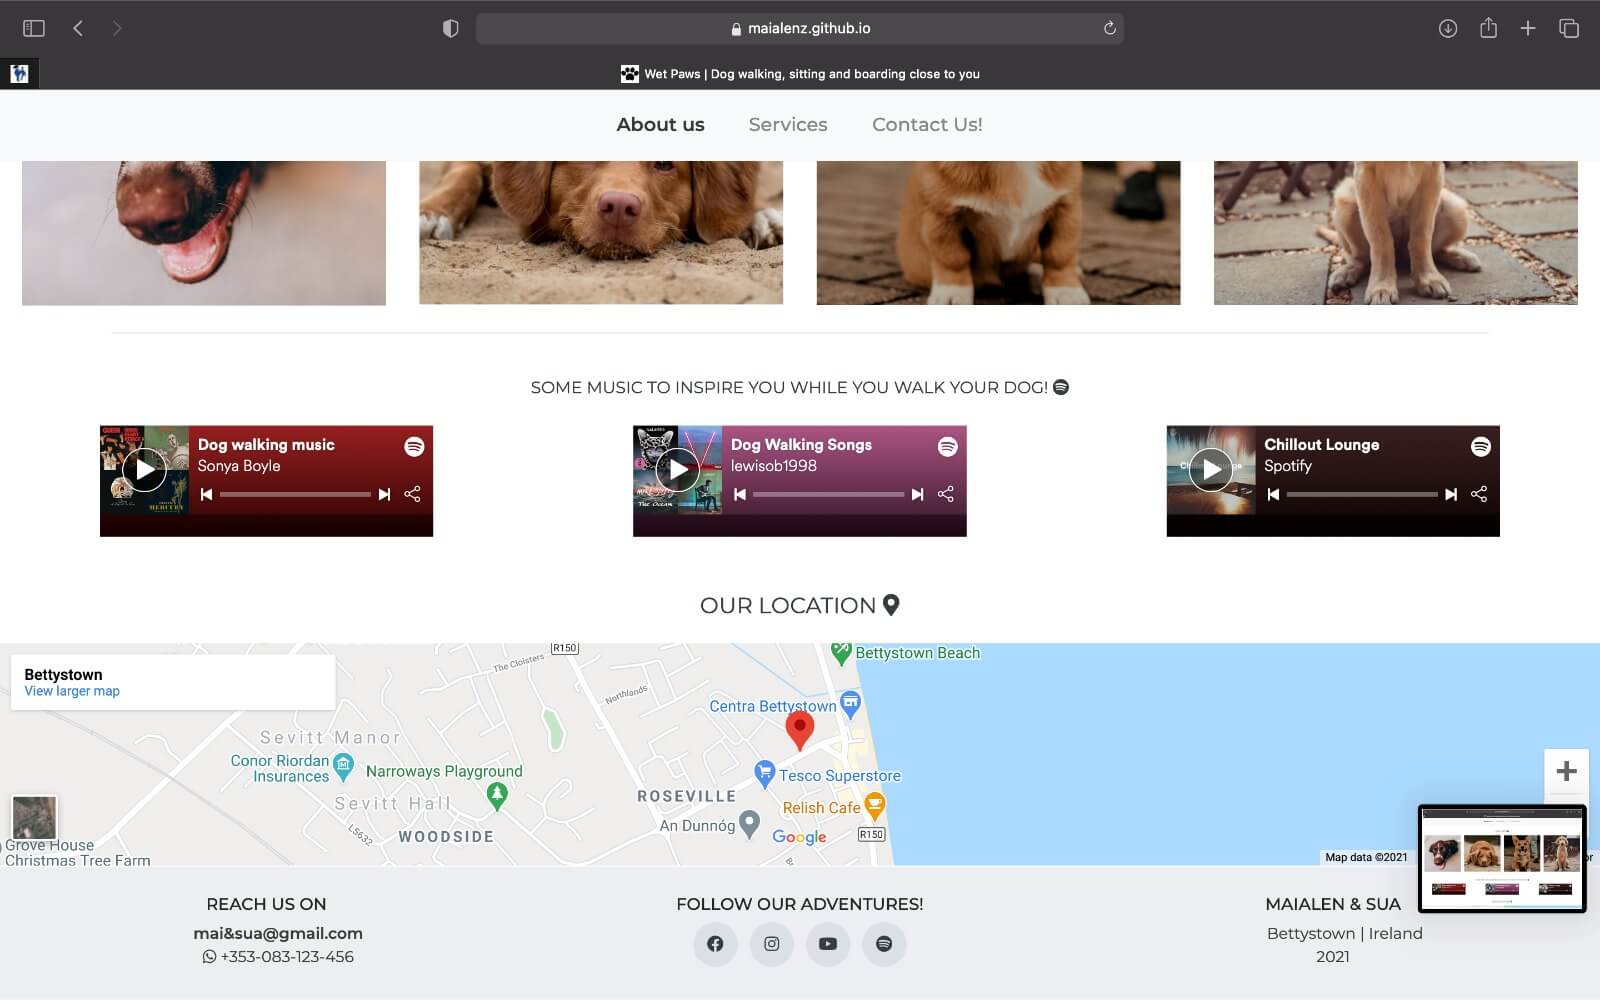 maialenz.github.io
Wet Paws | Dog walking, sitting and boarding close to you
About us
Services
Contact Us!
SOME MUSIC TO INSPIRE YOU WHILE YOU WALK YOUR DOG!
Dog walking music
Sonya Boyle
Dog Walking Songs
lewisob1998
Chillout Lounge
Spotify
OUR LOCATION
Bettystown
View larger map
R150
The Cloisters
Northlands
Bettystown Beach
Centra Bettystown
Sevitt Manor
Conor Riordan
Insurances
Narroways Playground
Tesco Superstore
ROSEVILLE
Sevitt Hall
Relish Cafe
L5632
WOODSIDE
An Dunnóg
Google
R150
Grove House
Christmas Tree Farm
Map data ©2021
REACH US ON
mai&sua@gmail.com
+353-083-123-456
FOLLOW OUR ADVENTURES!
MAIALEN & SUA
Bettystown | Ireland
2021